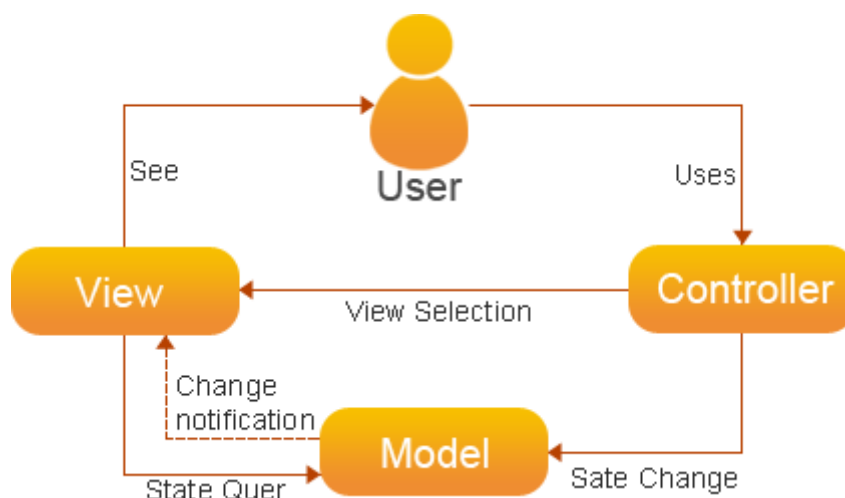 See
User
Uses
View
View Selection
Controller
Change
notification
Model
State Quer
Sate Change